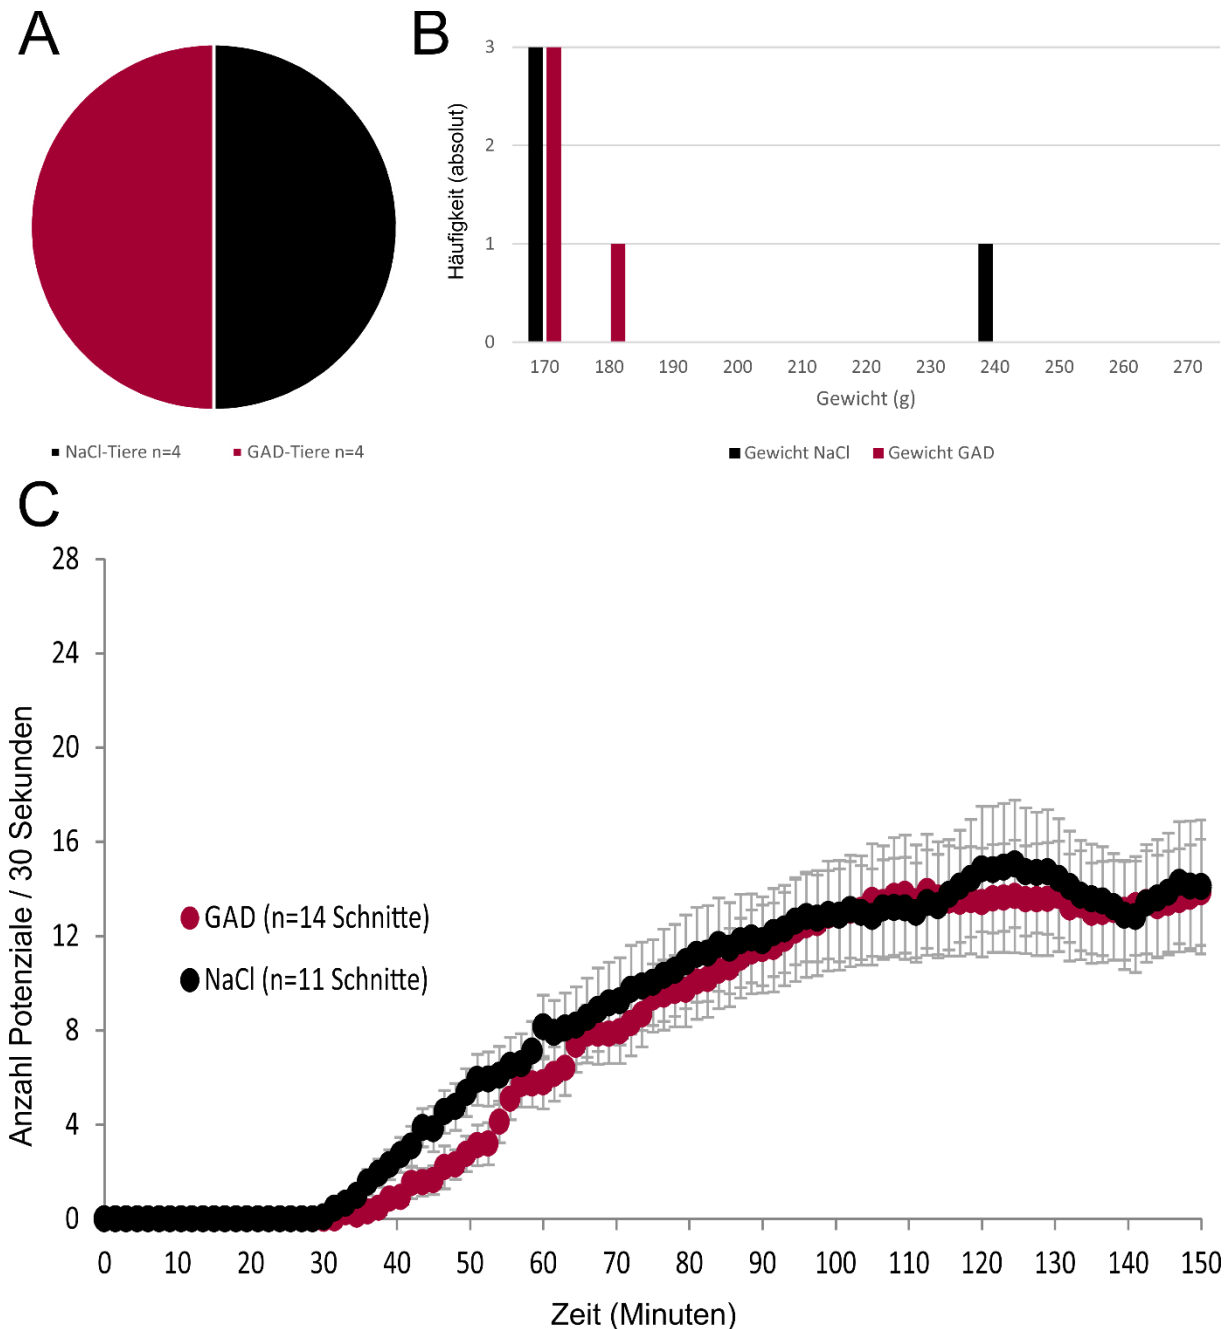 A
B
3
2
1
0
Häufigkeit (absolut)
170 180 190 200 210 220 230 240 250 260 270
Gewicht (g)
NaCl-Tiere n=4 GAD-Tiere n=4
Gewicht NaCl Gewicht GAD
C
28
24
20
16
12
8
4
0
Anzahl Potenziale / 30 Sekunden
GAD (n=14 Schnitte)
NaCl (n=11 Schnitte)
0 10 20 30 40 50 60 70 80 90 100 110 120 130 140 150
Zeit (Minuten)